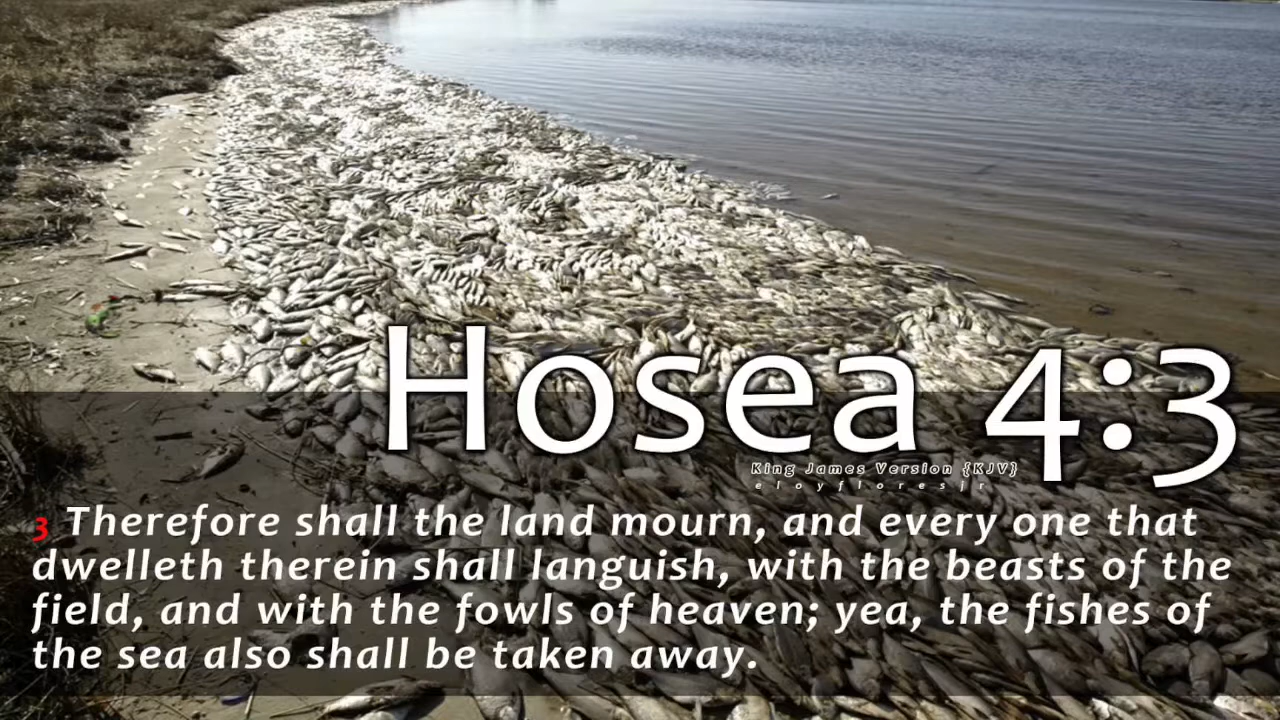 Hosea 4:3
King James Version {KJV}
eloyfloresjr
3 Therefore shall the land mourn, and every one that
dwelleth therein shall languish, with the beasts of the
field, and with the fowls of heaven; yea, the fishes of
the sea also shall be taken away.